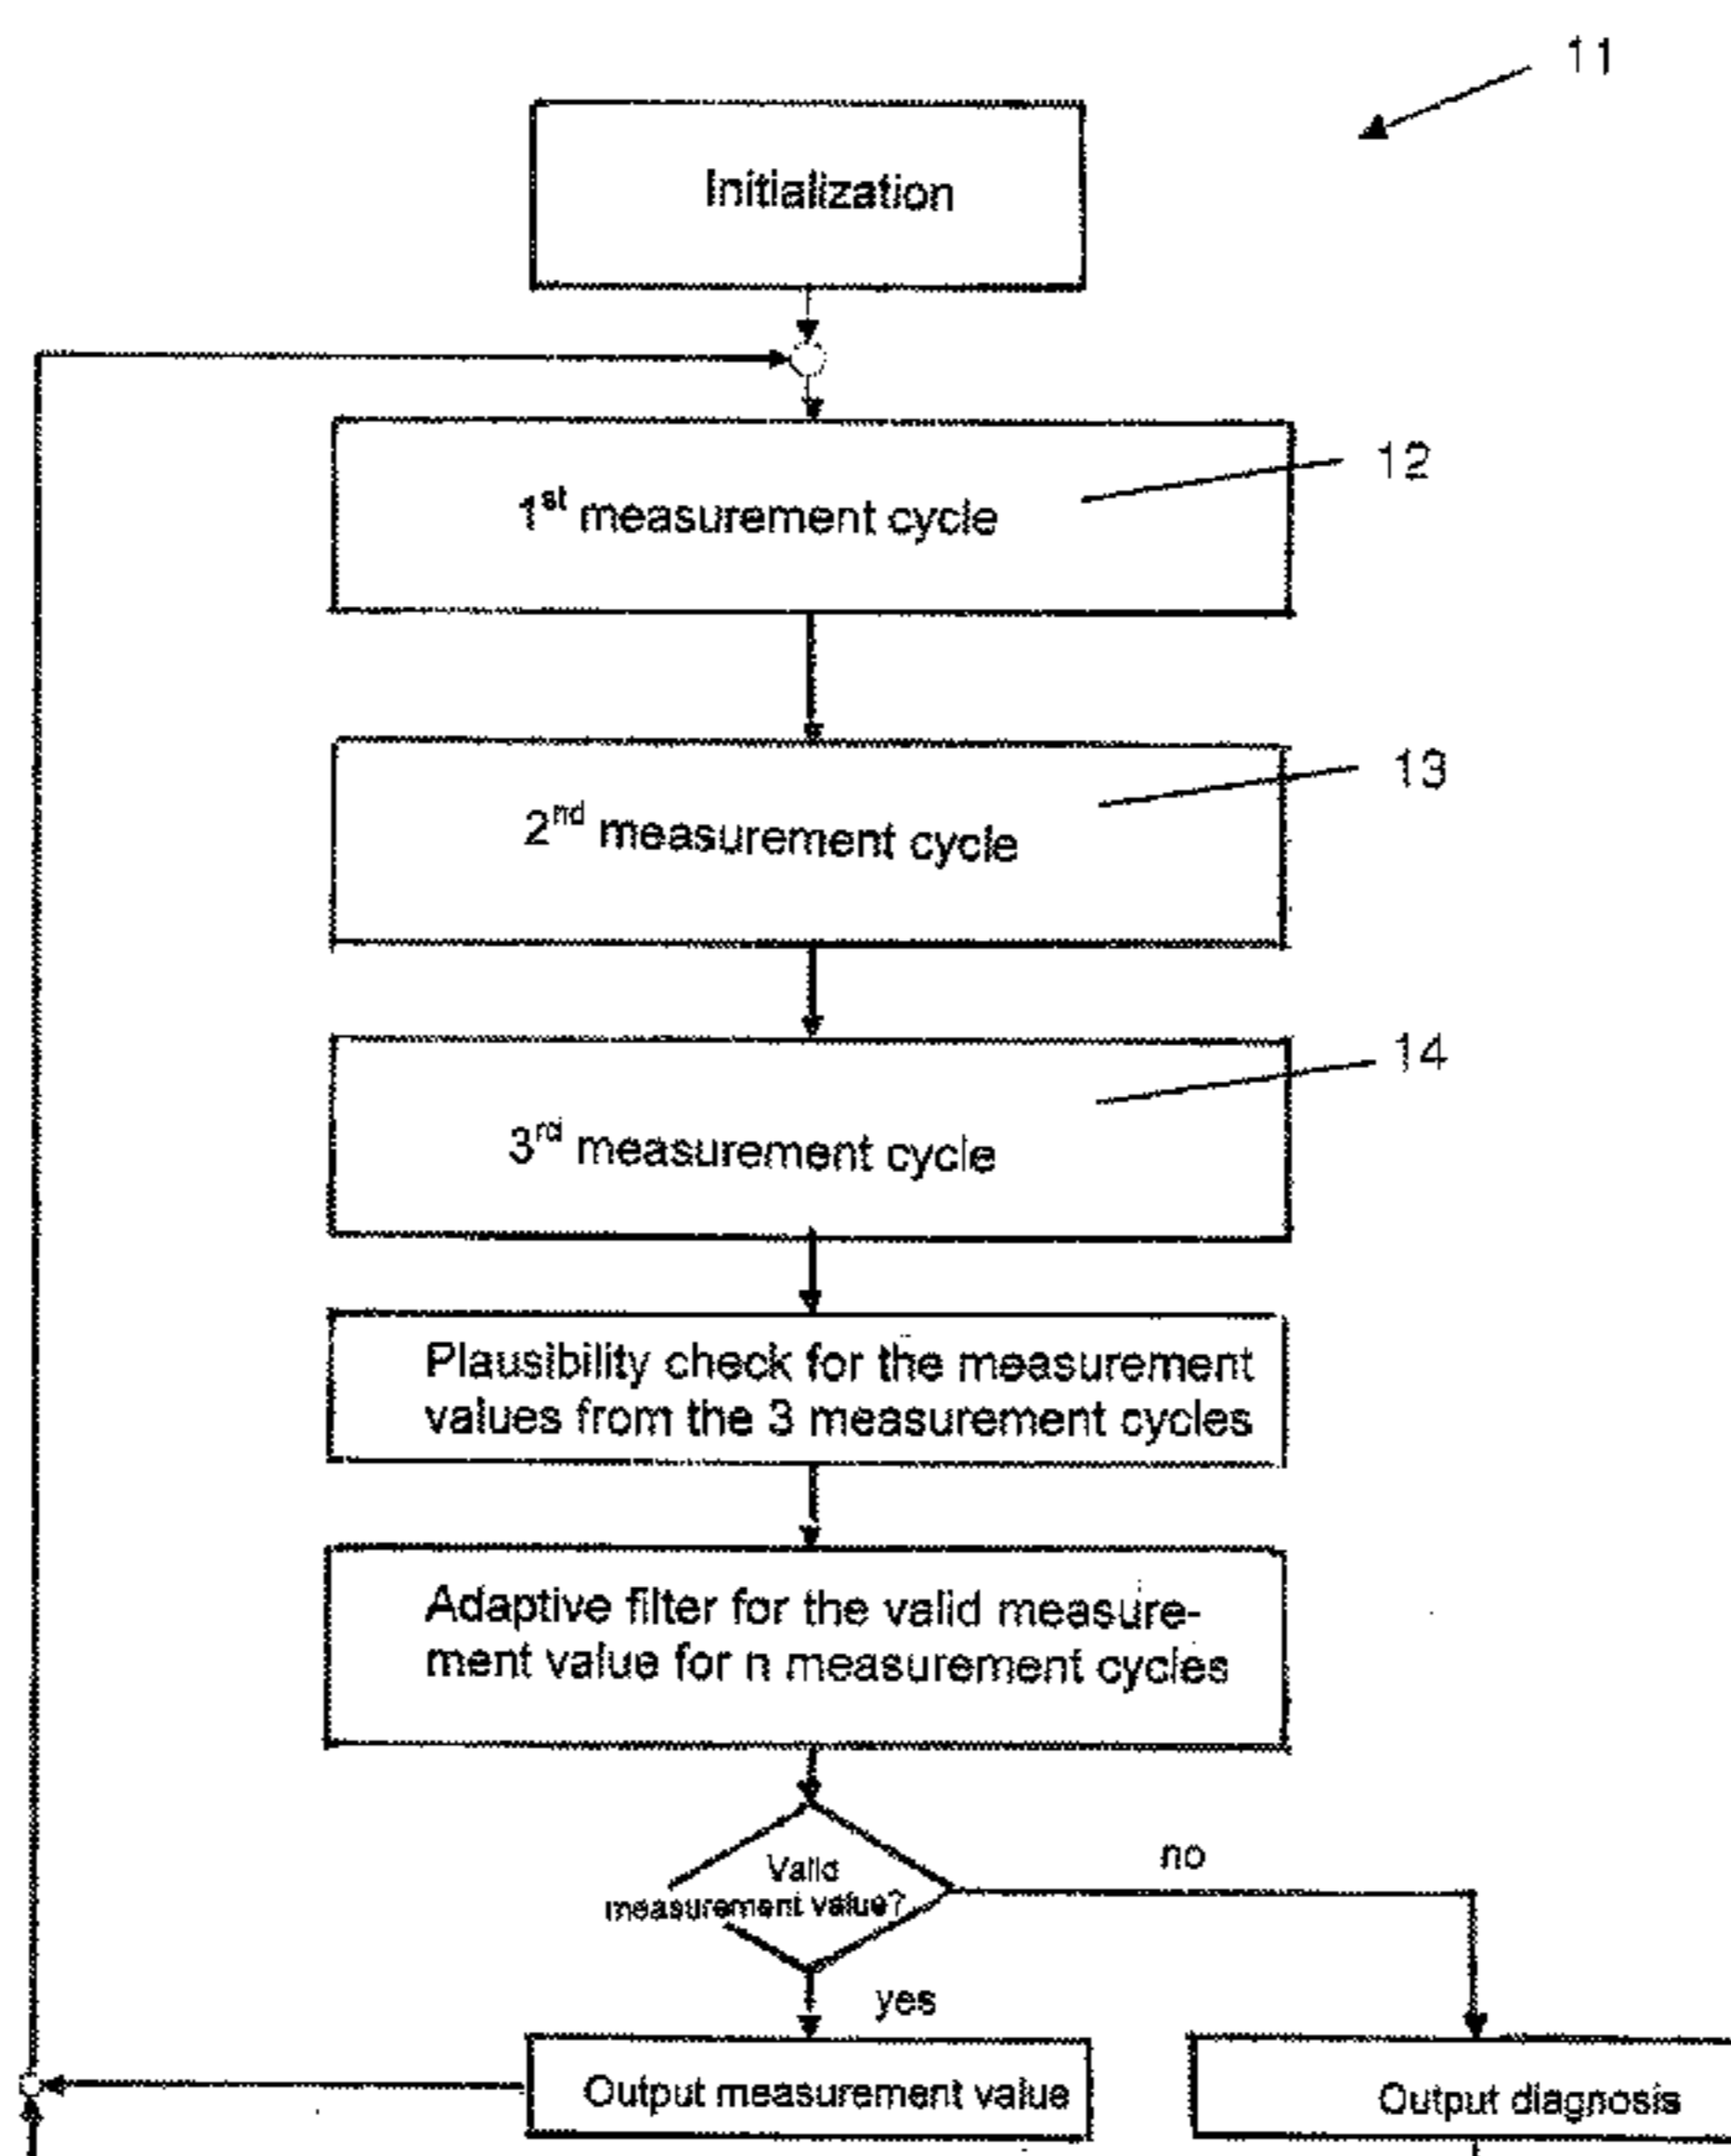 11
Initialization
12
1st measurement cycle
13
2nd measurement cycle
14
3rd measurement cycle
Plausibility check for the measurement
values from the 3 measurement cycles
Adaptive filter for the valid measure-
ment value for n measurement cycles
Valid
measurement value?
no
yes
Output measurement value
Output diagnosis